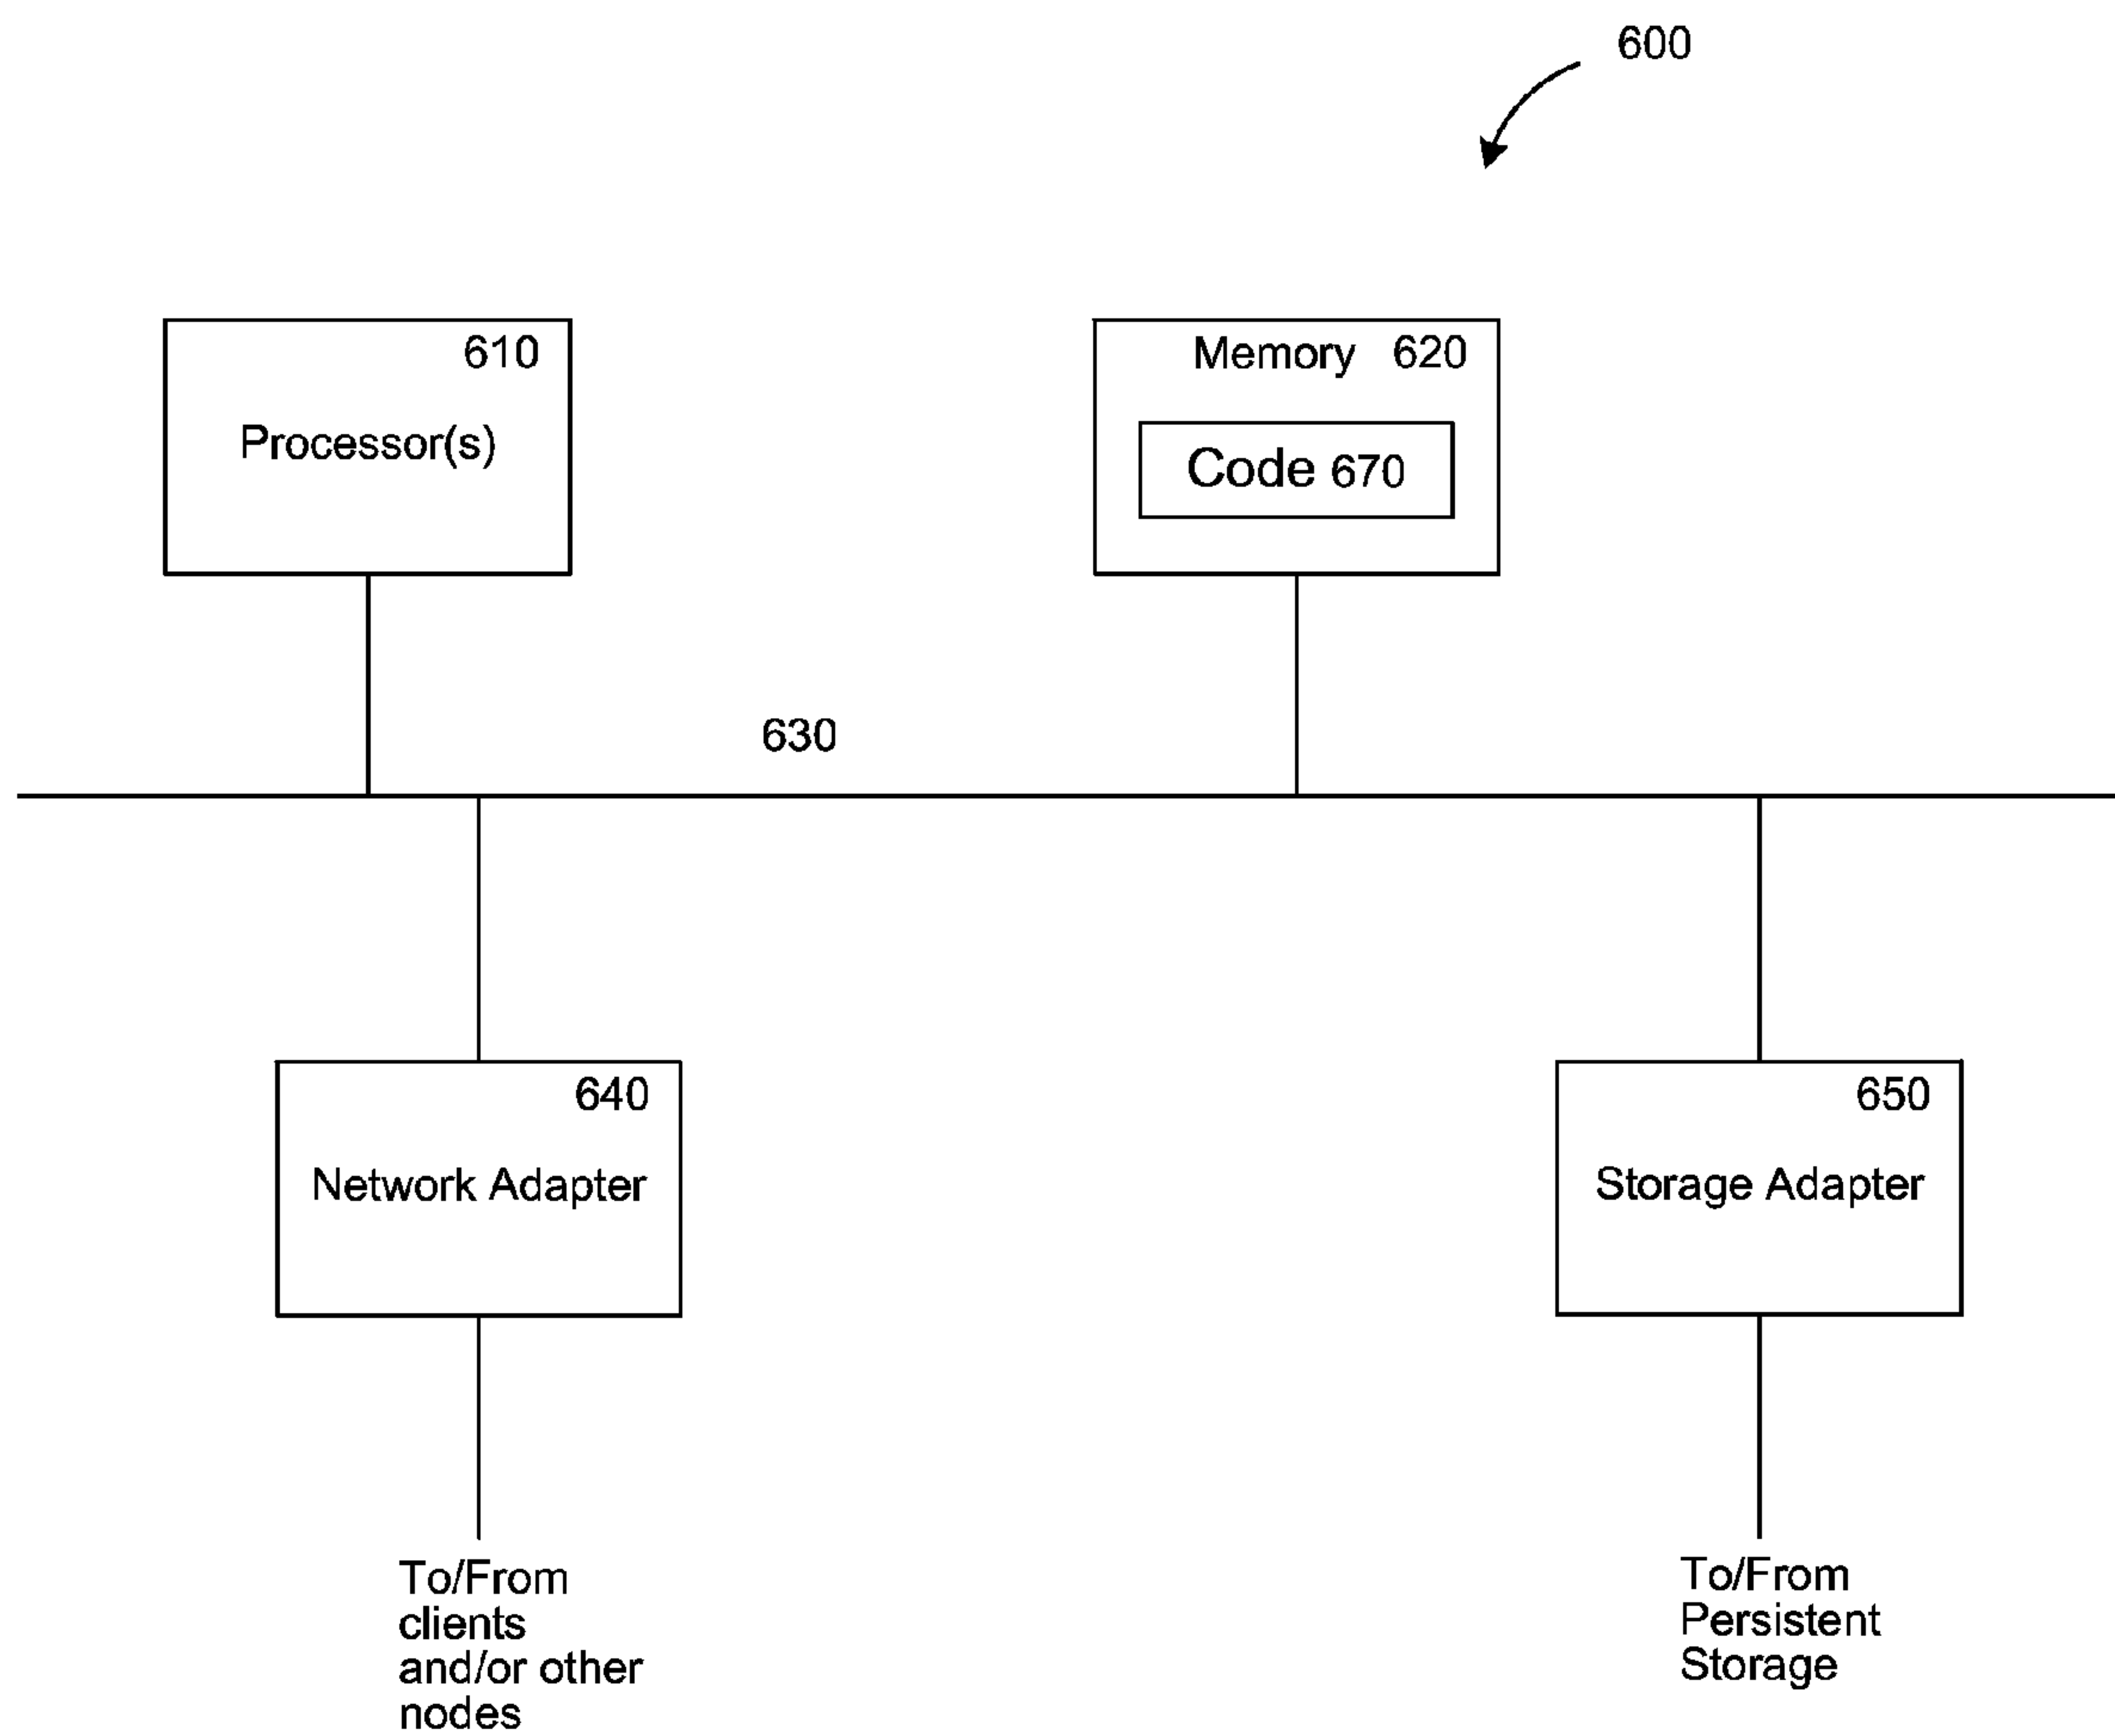 600
610
Processor(s)
Memory 620
Code 670
630
640
Network Adapter
650
Storage Adapter
To/From
clients
and/or other
nodes
To/From
Persistent
Storage